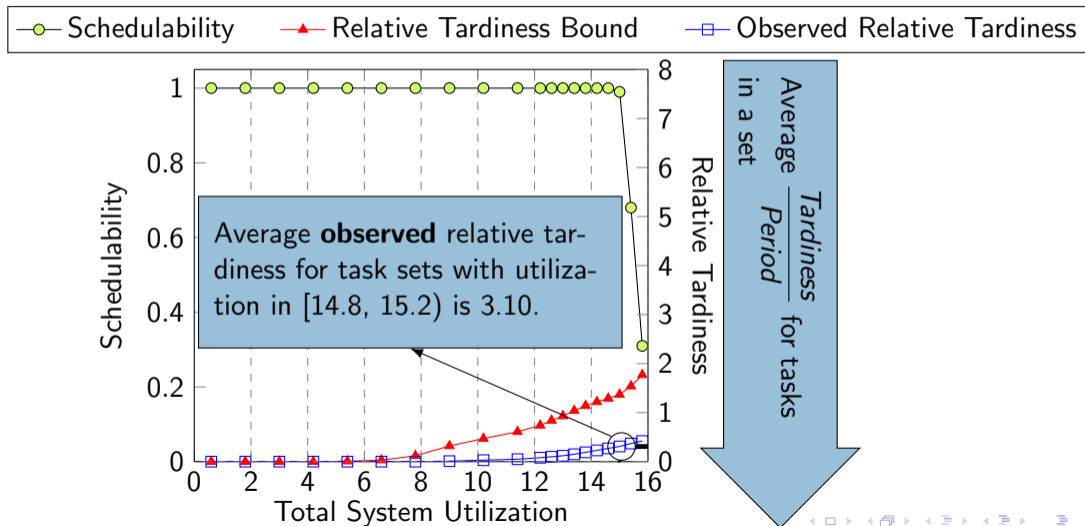 Schedulability Relative Tardiness Bound Observed Relative Tardiness
1
0.8
0.6
0.4
0.2
0
Schedulability
8
7
6
5
4
3
2
1
0
Relative Tardiness
0 2 4 6 8 10 12 14 16
Total System Utilization
Average observed relative tar-
diness for task sets with utiliza-
tion in [14.8, 15.2) is 3.10.
Average Tardiness / Period for tasks
in a set